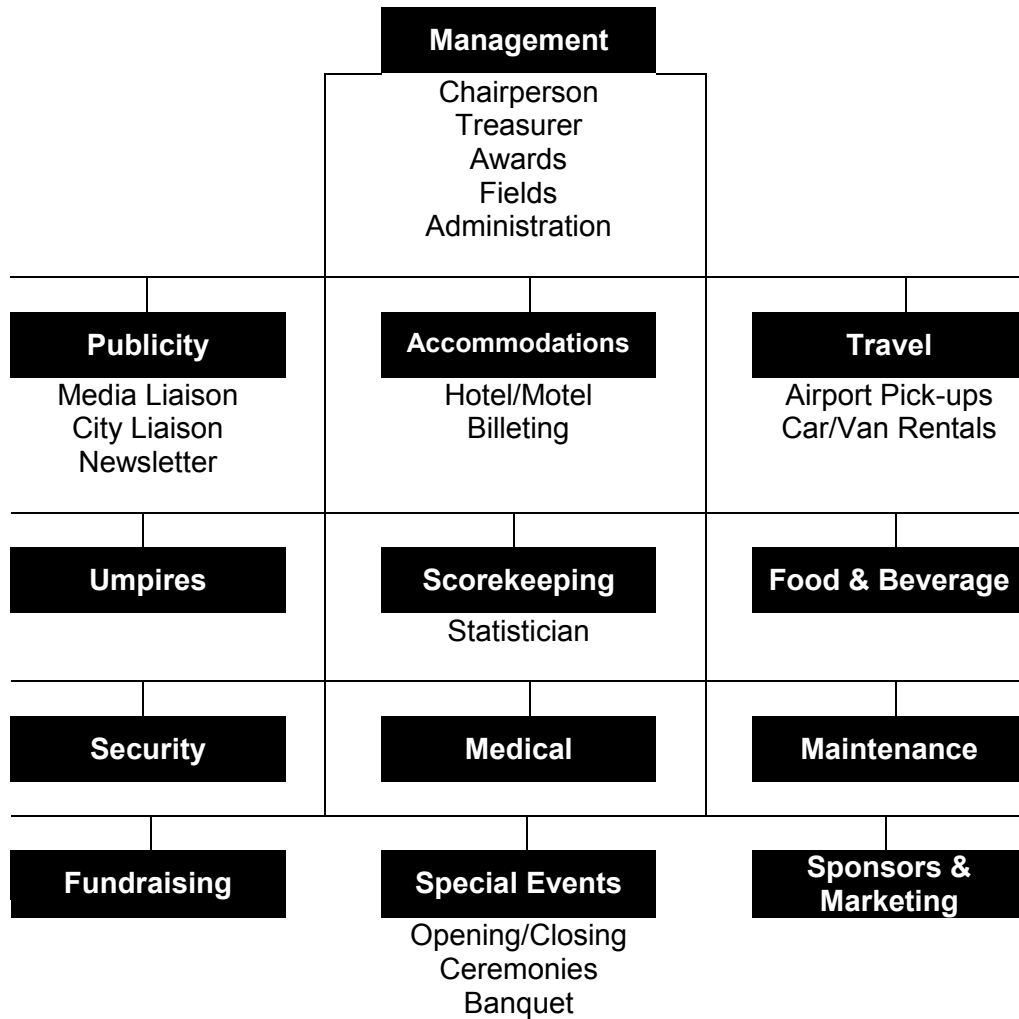 Management
Chairperson
Treasurer
Awards
Fields
Administration
Publicity
Media Liaison
City Liaison
Newsletter
Accommodations
Hotel/Motel
Billeting
Travel
Airport Pick-ups
Car/Van Rentals
Umpires
Scorekeeping
Statistician
Food & Beverage
Security
Medical
Maintenance
Fundraising
Special Events
Opening/Closing
Ceremonies
Banquet
Sponsors &
Marketing